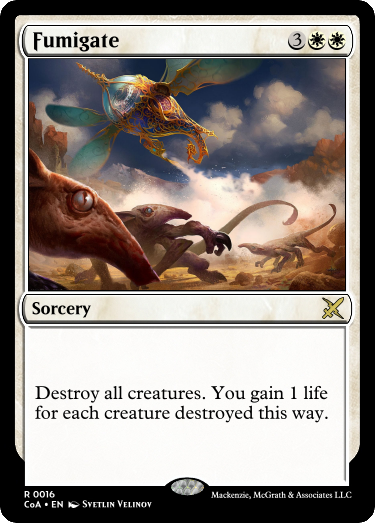 Fumigate 3
Sorcery
Destroy all creatures. You gain 1 life
for each creature destroyed this way.
R 0016
CoA • EN Svetlin Velinov
Mackenzie, McGrath & Associates LLC